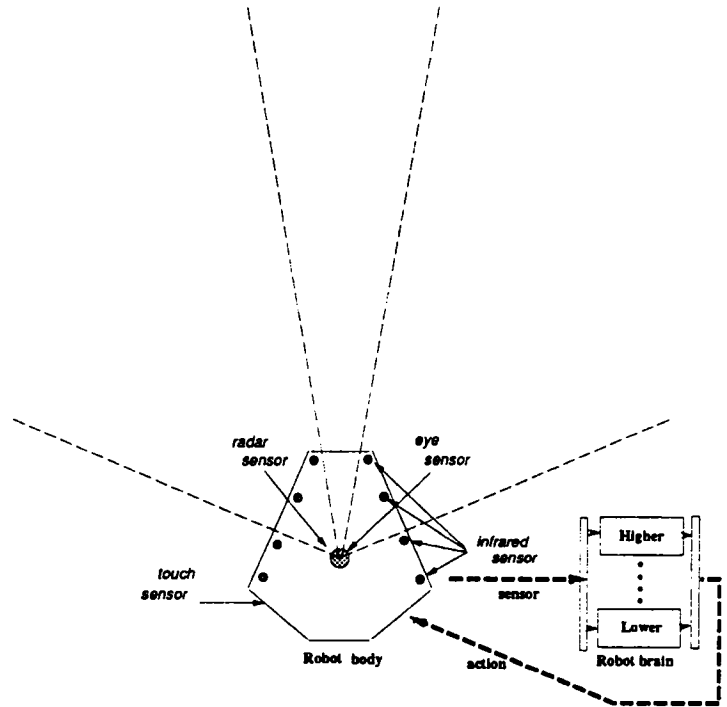 radar
sensor
eye
sensor
infrared
sensor
touch
sensor
Robot body
sensor
action
Higher
Lower
Robot brain